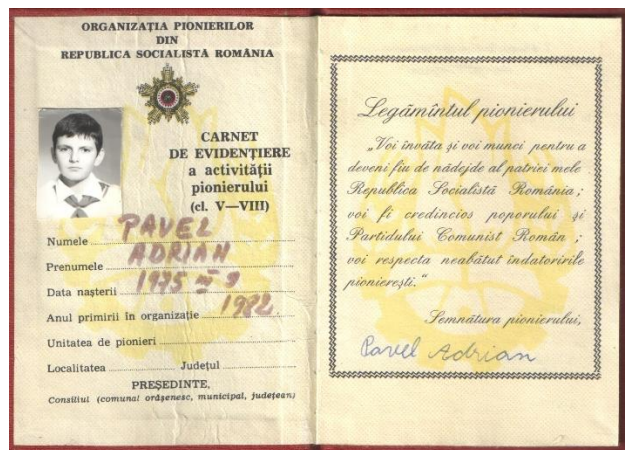 ORGANIZAȚIA PIONIERILOR
DIN
REPUBLICA SOCIALISTĂ ROMÂNIA
CARNET
DE EVIDENȚIERE
a activității
pionierului
(cl. V—VIII)
Numele PAVEL
Prenumele ADRIAN
Data nașterii 1975 III 9
Anul primirii în organizație 1982
Unitatea de pionieri
Localitatea Județul
PREȘEDINTE,
Consiliul (comunal orășenesc, municipal, județean)
Legămîntul pionierului
„Voi învăța și voi munci pentru a
deveni fiu de nădejde al patriei mele
Republica Socialistă România;
voi fi credincios poporului și
Partidului Comunist Român;
voi respecta neabătut îndatoririle
pionierești.“
Semnătura pionierului,
Pavel Adrian